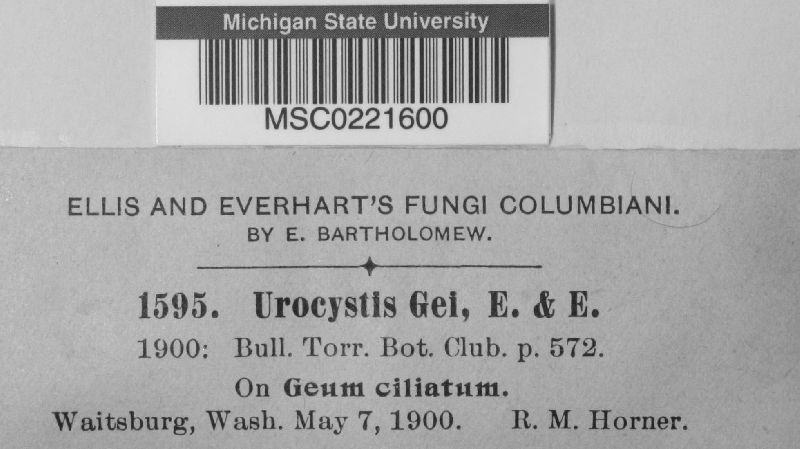 Michigan State University
MSC0221600
ELLIS AND EVERHART'S FUNGI COLUMBIANI.
BY E. BARTHOLOMEW.
1595. Urocystis Gei, E. & E.
1900: Bull. Torr. Bot. Club. p. 572.
On Geum ciliatum.
Waitsburg, Wash. May 7, 1900. R. M. Horner.